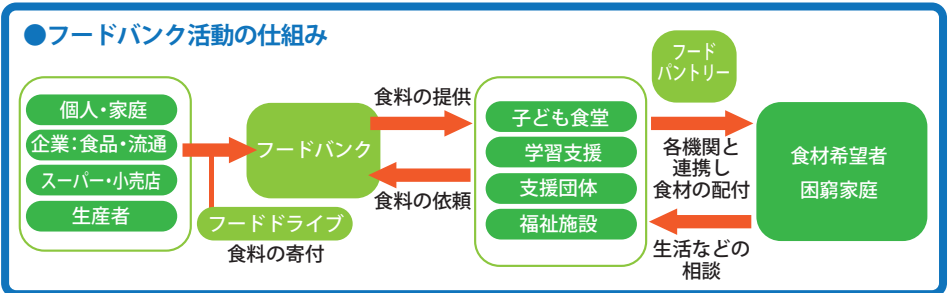 ●フードバンク活動の仕組み
個人・家庭
企業：食品・流通
スーパー・小売店
生産者
フードバンク
フードドライブ
食料の寄付
食料の提供
食料の依頼
子ども食堂
学習支援
支援団体
福祉施設
フード
パントリー
各機関と
連携し
食材の配付
生活などの
相談
食材希望者
困窮家庭